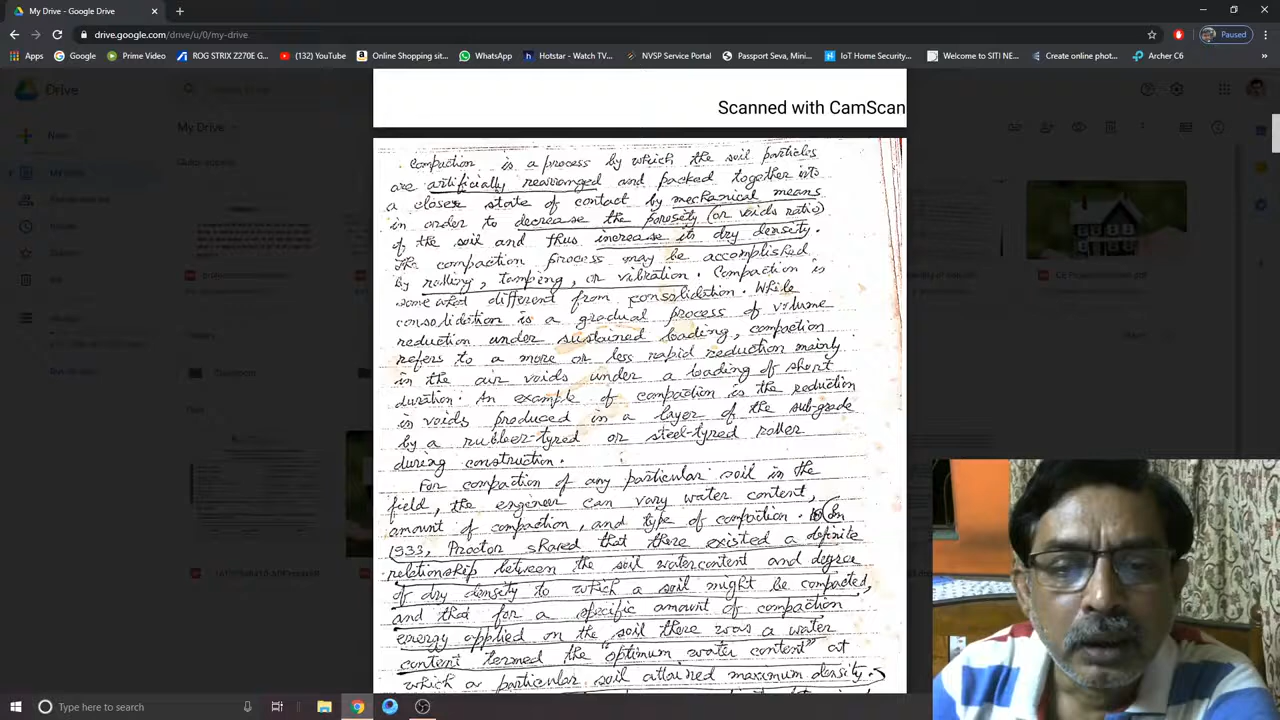 My Drive - Google Drive
drive.google.com/drive/u/0/my-drive
Paused
Apps Google Prime Video ROG STRIX Z270E G... (132) YouTube Online Shopping sit... WhatsApp Hotstar - Watch TV... NVSP Service Portal Passport Seva, Mini... IoT Home Security... Welcome to SITI NE... Create online phot... Archer C6 »
Drive
New
My Drive
Scanned with CamScan
Compaction is a process by which the soil particles
are artificially rearranged and packed together into
a closer state of contact by mechanical means
in order to decrease the porosity (or voids ratio)
of the soil and thus increase its dry density.
The compaction process may be accomplished
by rolling, tamping, or vibration. Compaction is
somewhat different from consolidation. While
consolidation is a gradual process of volume
reduction under sustained loading, compaction
refers to a more or less rapid reduction mainly
in the air voids under a loading of short
duration. An example of compaction is the reduction
in voids produced in a layer of the sub-grade
by a rubber-tyred or steel-tyred roller
during construction.
For compaction of any particular soil in the
field, the engineer can vary water content,
amount of compaction, and type of compaction. In
1933, Proctor showed that there existed a definite
relationship between the soil watercontent and degree
of dry density to which a soil might be compacted,
and that for a specific amount of compaction
energy applied on the soil there was a water
content termed the "optimum water content" at
which a particular soil attained maximum density.
Type here to search